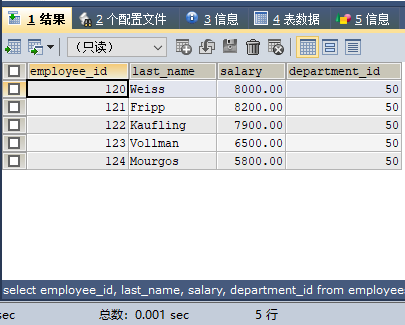 1 结果 2 个配置文件 3 信息 4 表数据 5 信息
（只读）
employee_id last_name salary department_id
120 Weiss 8000.00 50
121 Fripp 8200.00 50
122 Kaufling 7900.00 50
123 Vollman 6500.00 50
124 Mourgos 5800.00 50
select employee_id, last_name, salary, department_id from employee
sec 总数: 0.001 sec 5 行